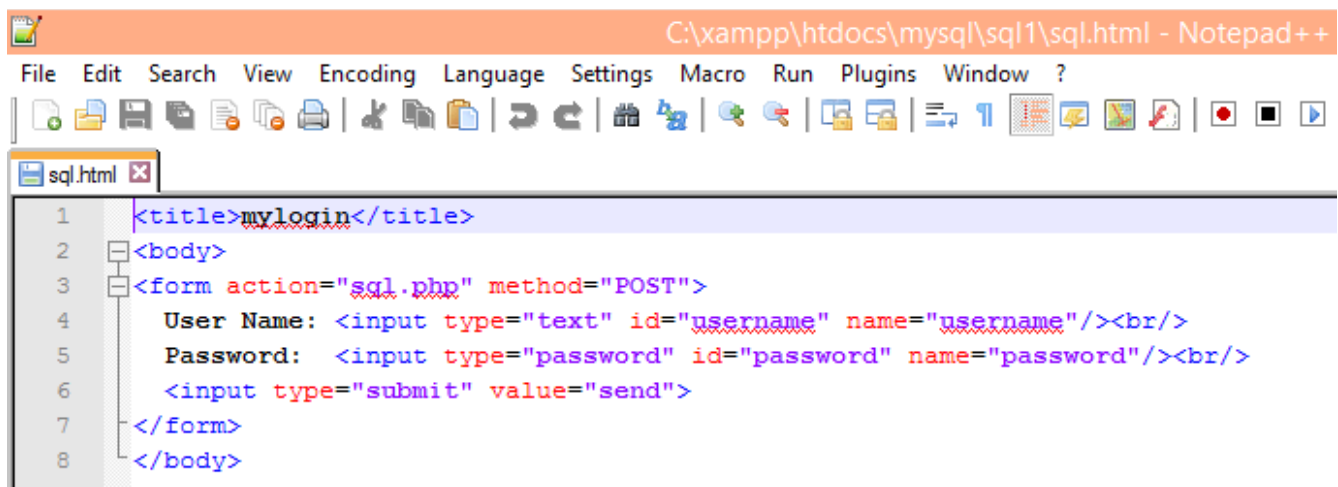 C:\xampp\htdocs\mysql\sql1\sql.html - Notepad++
File Edit Search View Encoding Language Settings Macro Run Plugins Window ?
sql.html
1 <title>mylogin</title>
2 <body>
3 <form action="sql.php" method="POST">
4 User Name: <input type="text" id="username" name="username"/><br/>
5 Password:  <input type="password" id="password" name="password"/><br/>
6 <input type="submit" value="send">
7 </form>
8 </body>